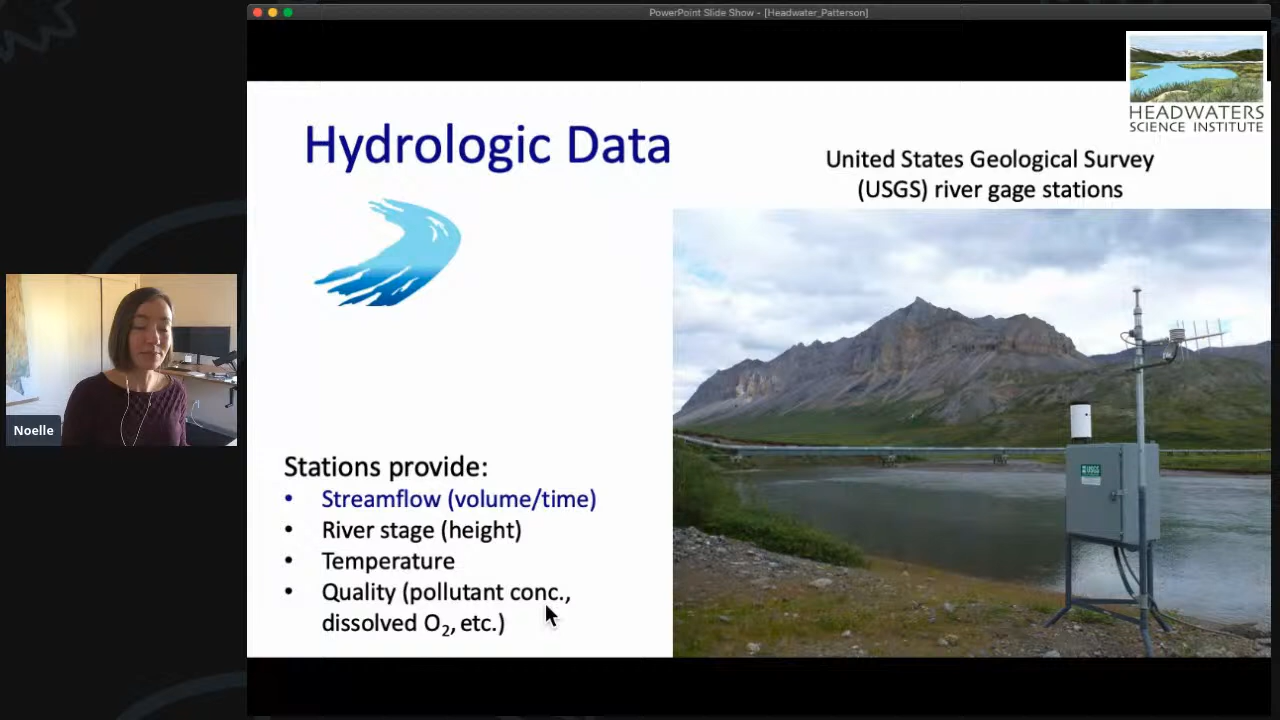 PowerPoint Slide Show - [Headwater_Patterson]
HEADWATERS
SCIENCE INSTITUTE
Hydrologic Data
United States Geological Survey
(USGS) river gage stations
USGS
Noelle
Stations provide:
• Streamflow (volume/time)
• River stage (height)
• Temperature
• Quality (pollutant conc.,
dissolved O₂, etc.)